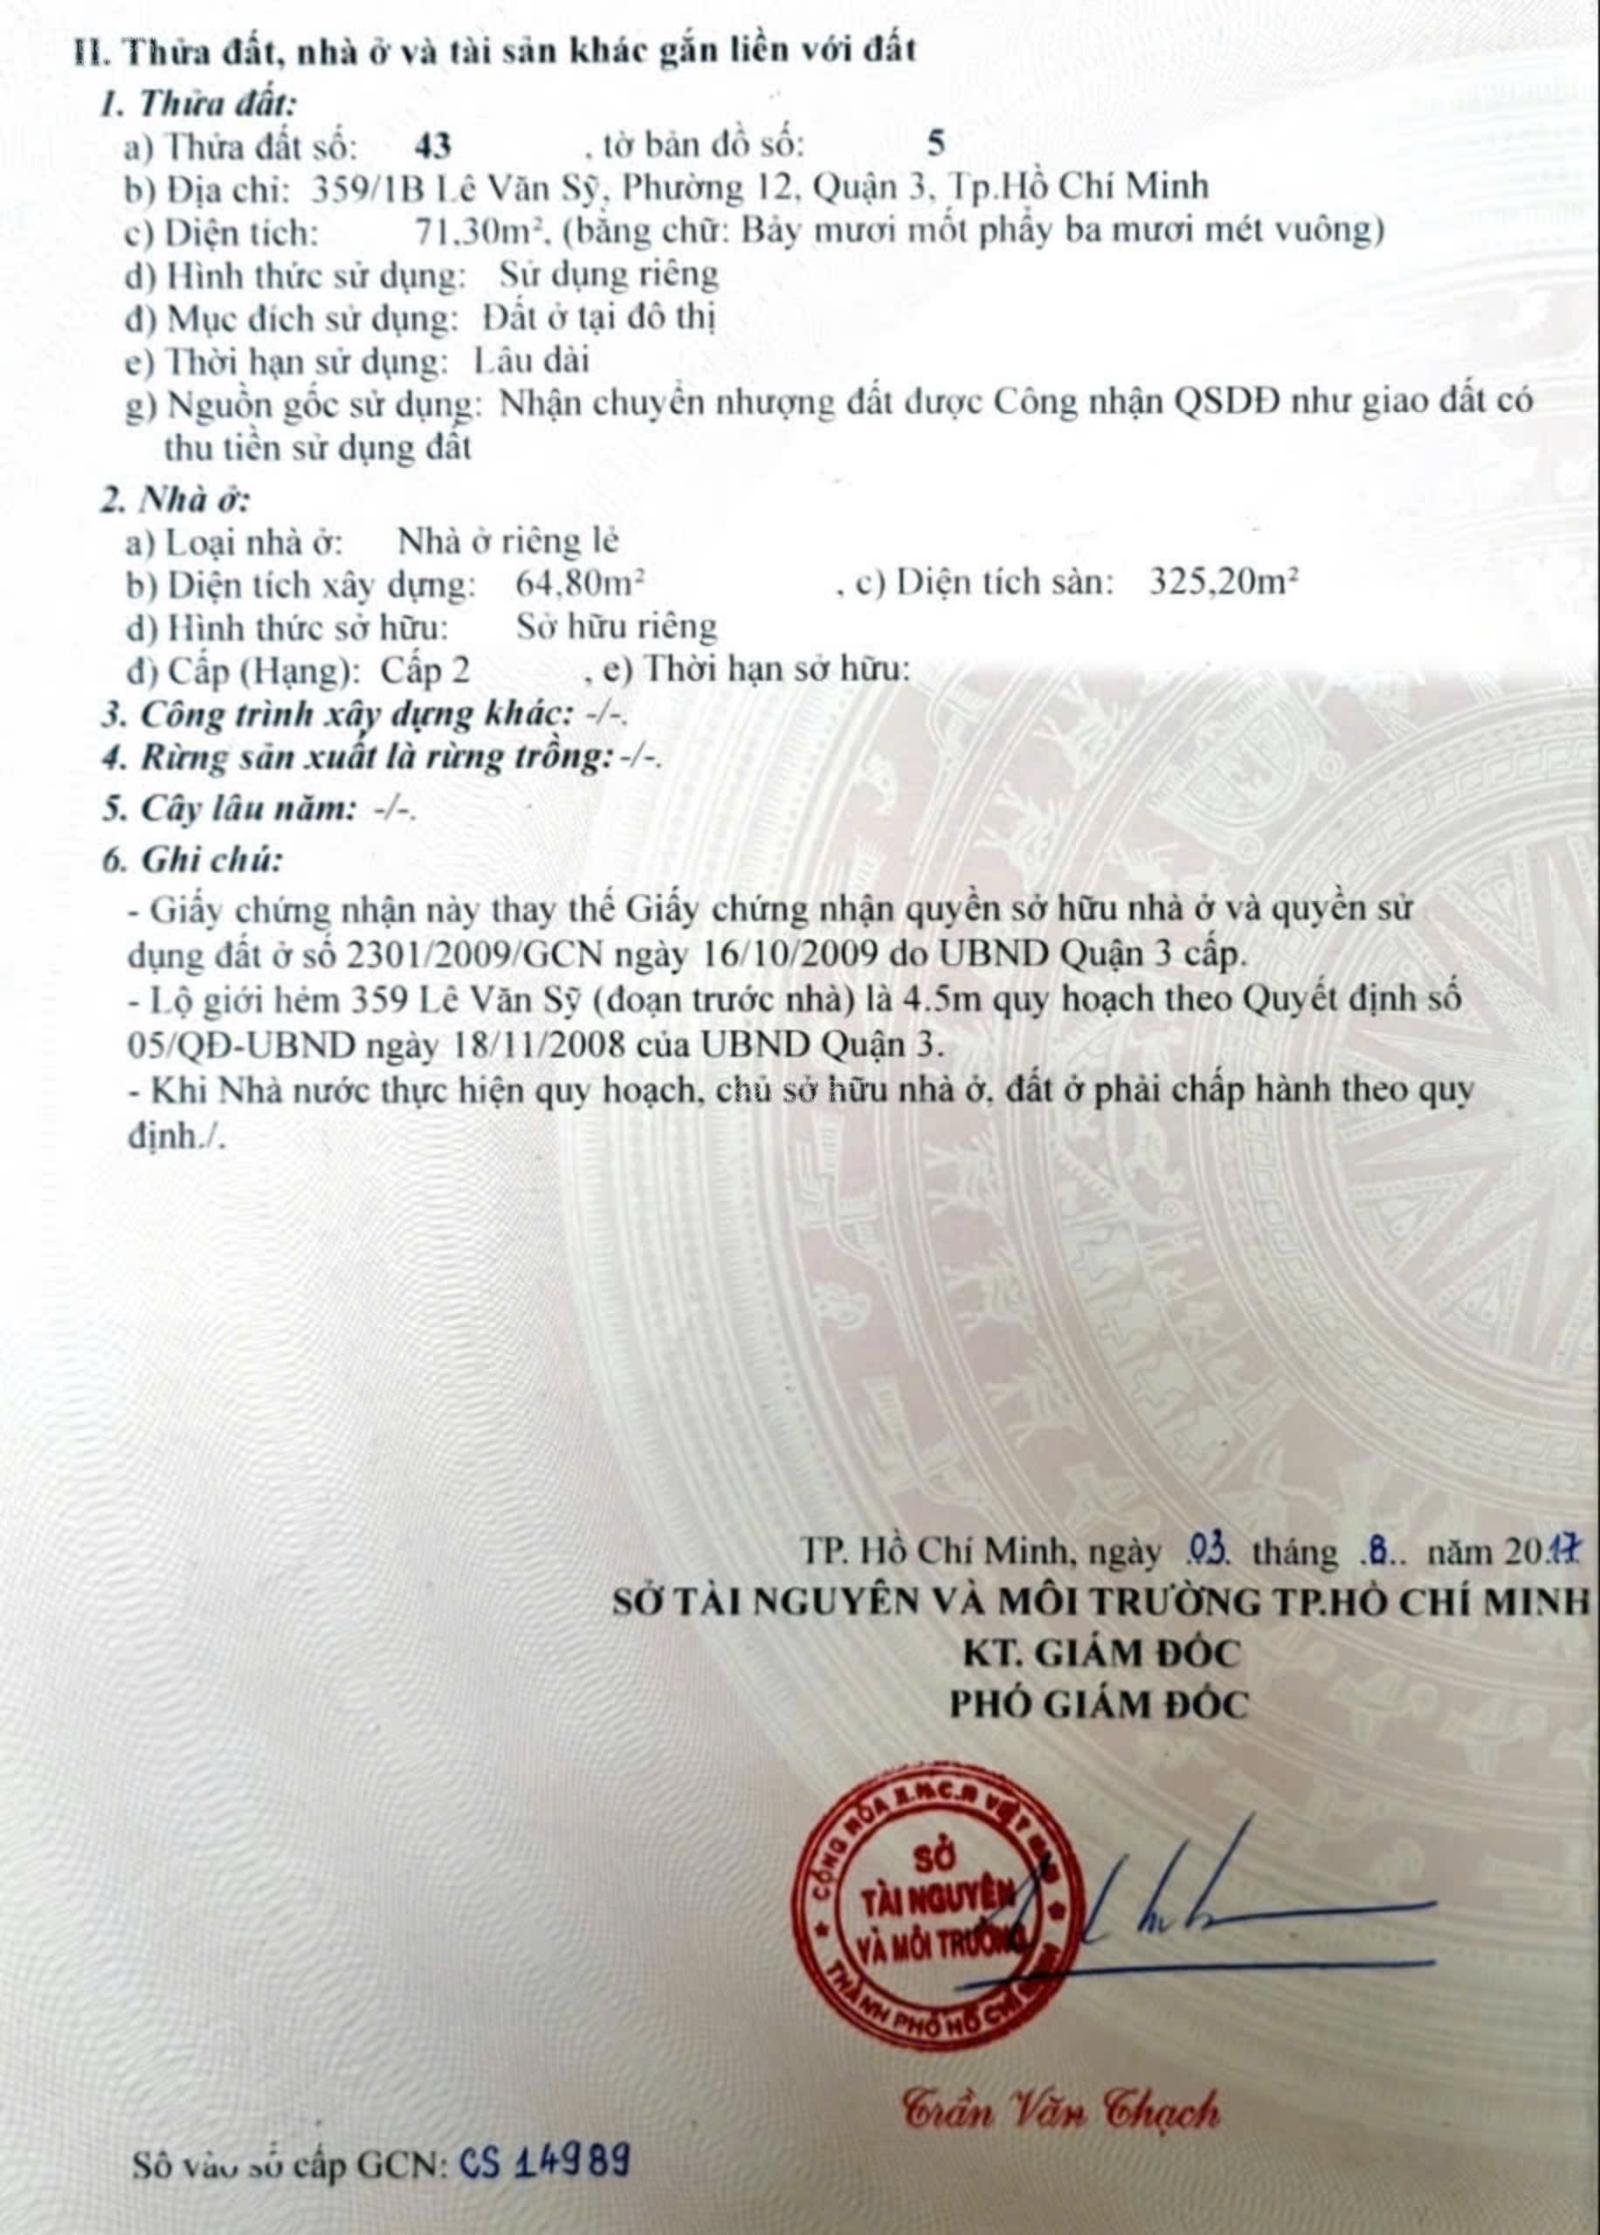 II. Thửa đất, nhà ở và tài sản khác gắn liền với đất
1. Thửa đất:
a) Thửa đất số: 43 , tờ bản đồ số: 5
b) Địa chỉ: 359/1B Lê Văn Sỹ, Phường 12, Quận 3, Tp.Hồ Chí Minh
c) Diện tích: 71,30m², (bằng chữ: Bảy mươi mốt phẩy ba mươi mét vuông)
d) Hình thức sử dụng: Sử dụng riêng
đ) Mục đích sử dụng: Đất ở tại đô thị
e) Thời hạn sử dụng: Lâu dài
g) Nguồn gốc sử dụng: Nhận chuyển nhượng đất được Công nhận QSDĐ như giao đất có
thu tiền sử dụng đất
2. Nhà ở:
a) Loại nhà ở: Nhà ở riêng lẻ
b) Diện tích xây dựng: 64,80m² , c) Diện tích sàn: 325,20m²
d) Hình thức sở hữu: Sở hữu riêng
đ) Cấp (Hạng): Cấp 2 , e) Thời hạn sở hữu:
3. Công trình xây dựng khác: -/-.
4. Rừng sản xuất là rừng trồng: -/-.
5. Cây lâu năm: -/-.
6. Ghi chú:
- Giấy chứng nhận này thay thế Giấy chứng nhận quyền sở hữu nhà ở và quyền sử
dụng đất ở số 2301/2009/GCN ngày 16/10/2009 do UBND Quận 3 cấp.
- Lộ giới hẻm 359 Lê Văn Sỹ (đoạn trước nhà) là 4.5m quy hoạch theo Quyết định số
05/QĐ-UBND ngày 18/11/2008 của UBND Quận 3.
- Khi Nhà nước thực hiện quy hoạch, chủ sở hữu nhà ở, đất ở phải chấp hành theo quy
định./.
TP. Hồ Chí Minh, ngày .03. tháng .8.. năm 2017
SỞ TÀI NGUYÊN VÀ MÔI TRƯỜNG TP.HỒ CHÍ MINH
KT. GIÁM ĐỐC
PHÓ GIÁM ĐỐC
CỘNG HÒA X.H.C.N VIỆT NAM
SỞ
TÀI NGUYÊN
VÀ MÔI TRƯỜNG
THÀNH PHỐ HỒ CHÍ MINH
Trần Văn Thạch
Số vào sổ cấp GCN: CS 14989